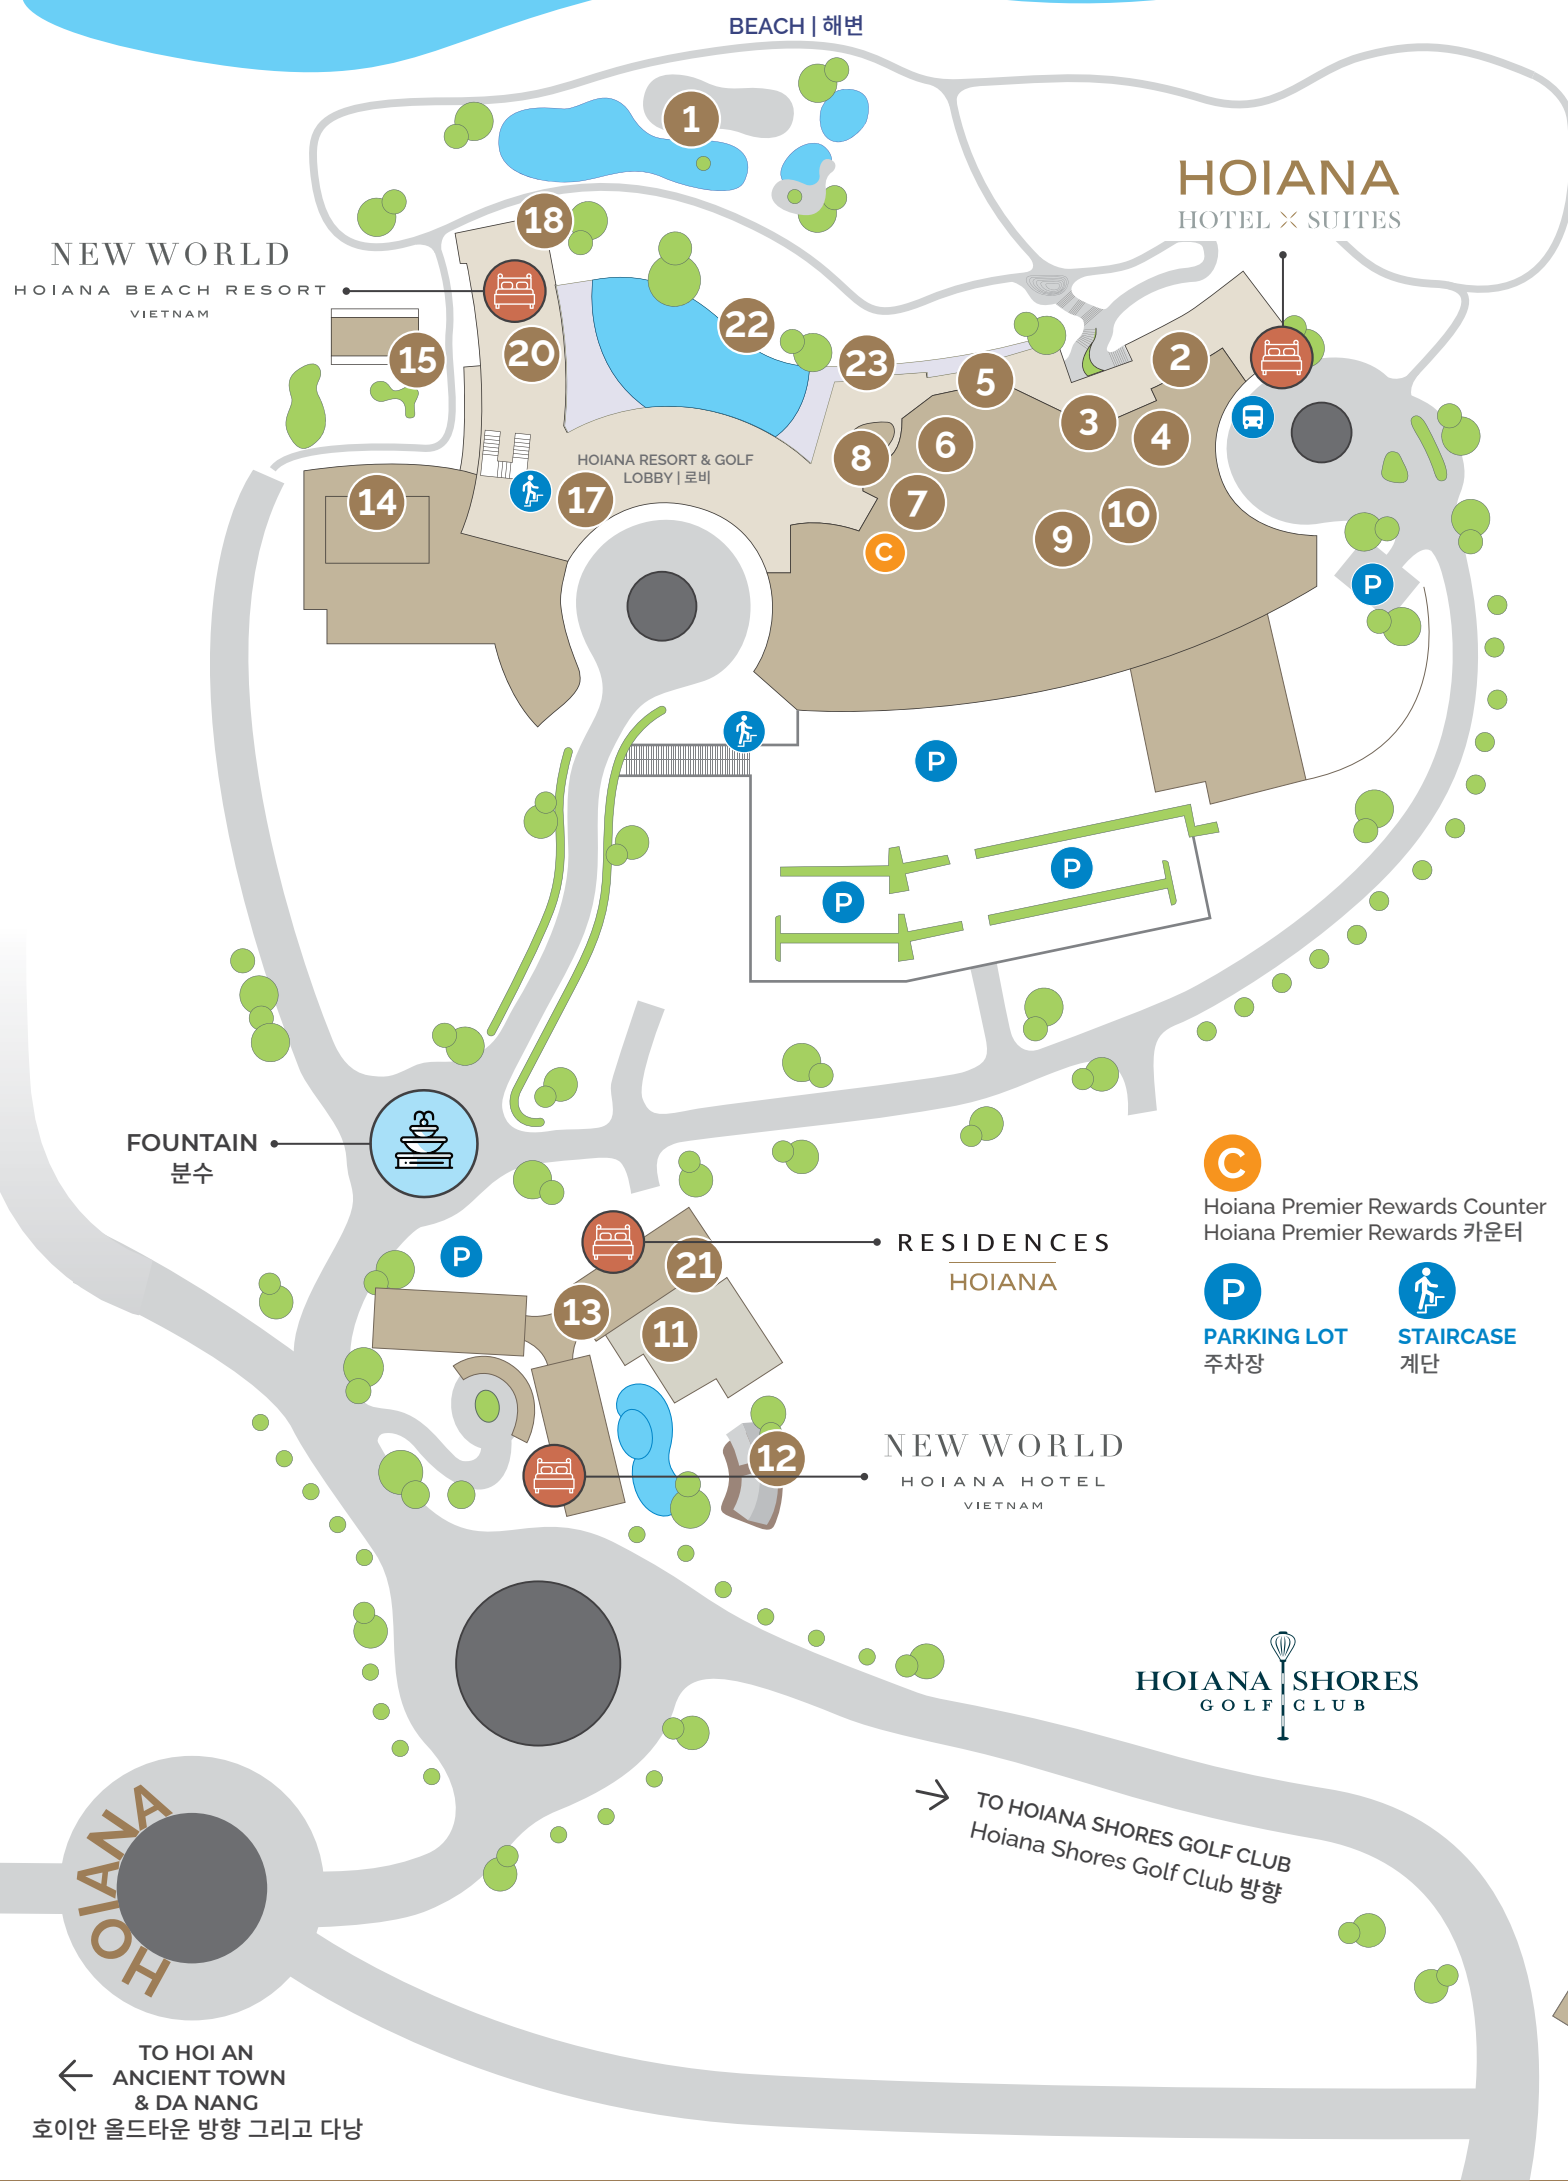 BEACH | 해변
1
HOIANA
HOTEL × SUITES
18
NEW WORLD
HOIANA BEACH RESORT
VIETNAM
15
20
22
23
5
2
3
4
6
8
HOIANA RESORT & GOLF
LOBBY | 로비
14
17
7
10
9
C
P
P
P
P
FOUNTAIN
분수
C
Hoiana Premier Rewards Counter
Hoiana Premier Rewards 카운터
P
PARKING LOT
주차장
STAIRCASE
계단
P
RESIDENCES
HOIANA
21
13
11
NEW WORLD
HOIANA HOTEL
VIETNAM
12
HOIANA SHORES
GOLF CLUB
TO HOIANA SHORES GOLF CLUB
Hoiana Shores Golf Club 방향
HOIANA
TO HOI AN
ANCIENT TOWN
& DA NANG
호이안 올드타운 방향 그리고 다낭